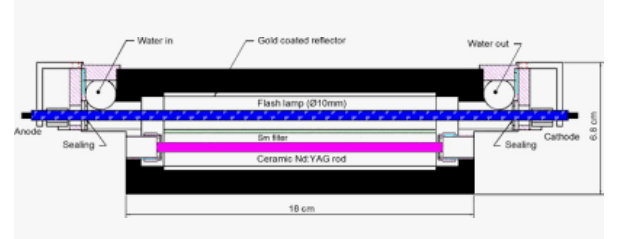 Water in
Gold coated reflector
Water out
Flash lamp (Ø10mm)
Anode
Cathode
Sm filter
Sealing
Sealing
Ceramic Nd:YAG rod
6.8 cm
18 cm